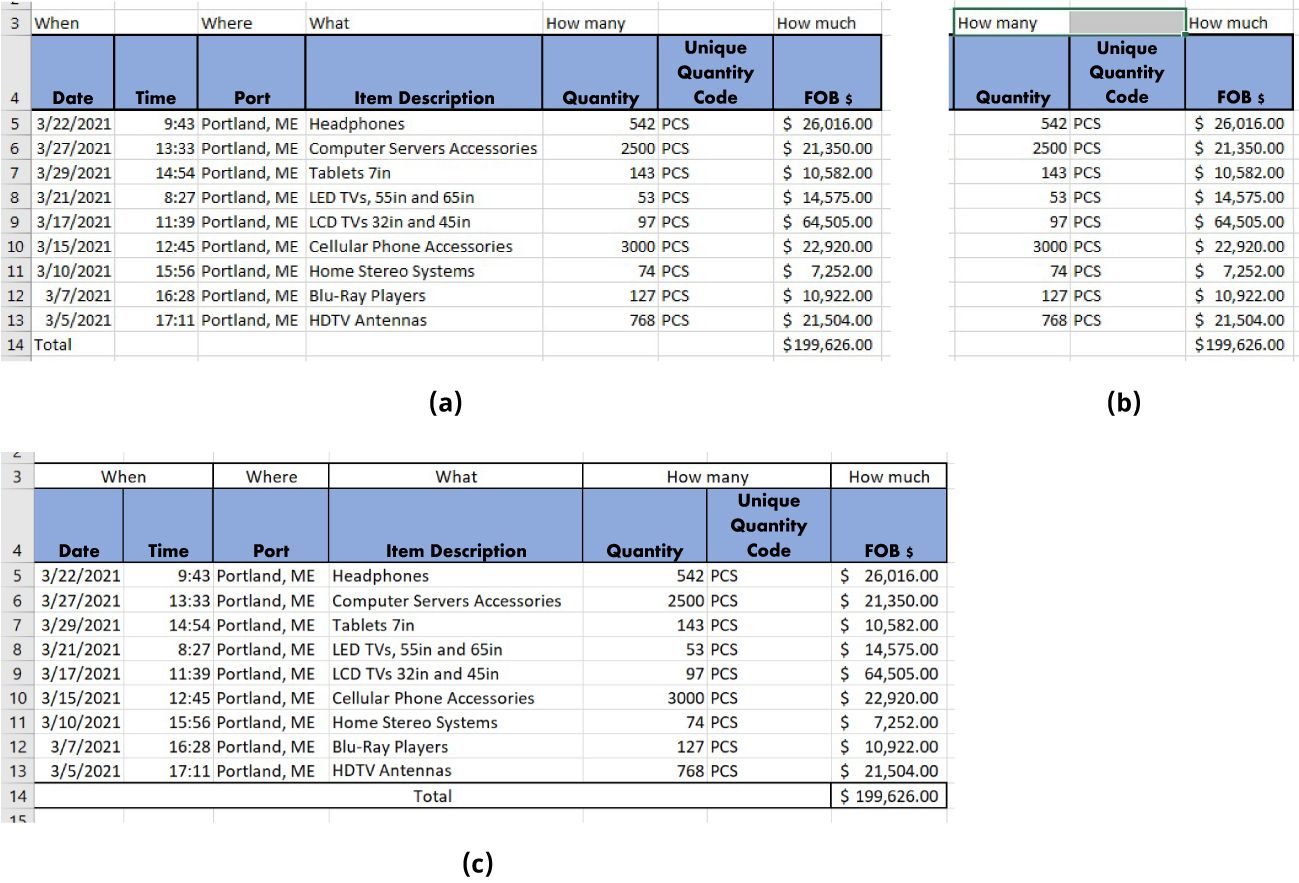 3 When Where What How many How much
4 Date Time Port Item Description Quantity Unique Quantity Code FOB $
5 3/22/2021 9:43 Portland, ME Headphones 542 PCS $ 26,016.00
6 3/27/2021 13:33 Portland, ME Computer Servers Accessories 2500 PCS $ 21,350.00
7 3/29/2021 14:54 Portland, ME Tablets 7in 143 PCS $ 10,582.00
8 3/21/2021 8:27 Portland, ME LED TVs, 55in and 65in 53 PCS $ 14,575.00
9 3/17/2021 11:39 Portland, ME LCD TVs 32in and 45in 97 PCS $ 64,505.00
10 3/15/2021 12:45 Portland, ME Cellular Phone Accessories 3000 PCS $ 22,920.00
11 3/10/2021 15:56 Portland, ME Home Stereo Systems 74 PCS $ 7,252.00
12 3/7/2021 16:28 Portland, ME Blu-Ray Players 127 PCS $ 10,922.00
13 3/5/2021 17:11 Portland, ME HDTV Antennas 768 PCS $ 21,504.00
14 Total $199,626.00
(a)
How many How much
Quantity Unique Quantity Code FOB $
542 PCS $ 26,016.00
2500 PCS $ 21,350.00
143 PCS $ 10,582.00
53 PCS $ 14,575.00
97 PCS $ 64,505.00
3000 PCS $ 22,920.00
74 PCS $ 7,252.00
127 PCS $ 10,922.00
768 PCS $ 21,504.00
$199,626.00
(b)
3 When Where What How many How much
4 Date Time Port Item Description Quantity Unique Quantity Code FOB $
5 3/22/2021 9:43 Portland, ME Headphones 542 PCS $ 26,016.00
6 3/27/2021 13:33 Portland, ME Computer Servers Accessories 2500 PCS $ 21,350.00
7 3/29/2021 14:54 Portland, ME Tablets 7in 143 PCS $ 10,582.00
8 3/21/2021 8:27 Portland, ME LED TVs, 55in and 65in 53 PCS $ 14,575.00
9 3/17/2021 11:39 Portland, ME LCD TVs 32in and 45in 97 PCS $ 64,505.00
10 3/15/2021 12:45 Portland, ME Cellular Phone Accessories 3000 PCS $ 22,920.00
11 3/10/2021 15:56 Portland, ME Home Stereo Systems 74 PCS $ 7,252.00
12 3/7/2021 16:28 Portland, ME Blu-Ray Players 127 PCS $ 10,922.00
13 3/5/2021 17:11 Portland, ME HDTV Antennas 768 PCS $ 21,504.00
14 Total $ 199,626.00
15
(c)